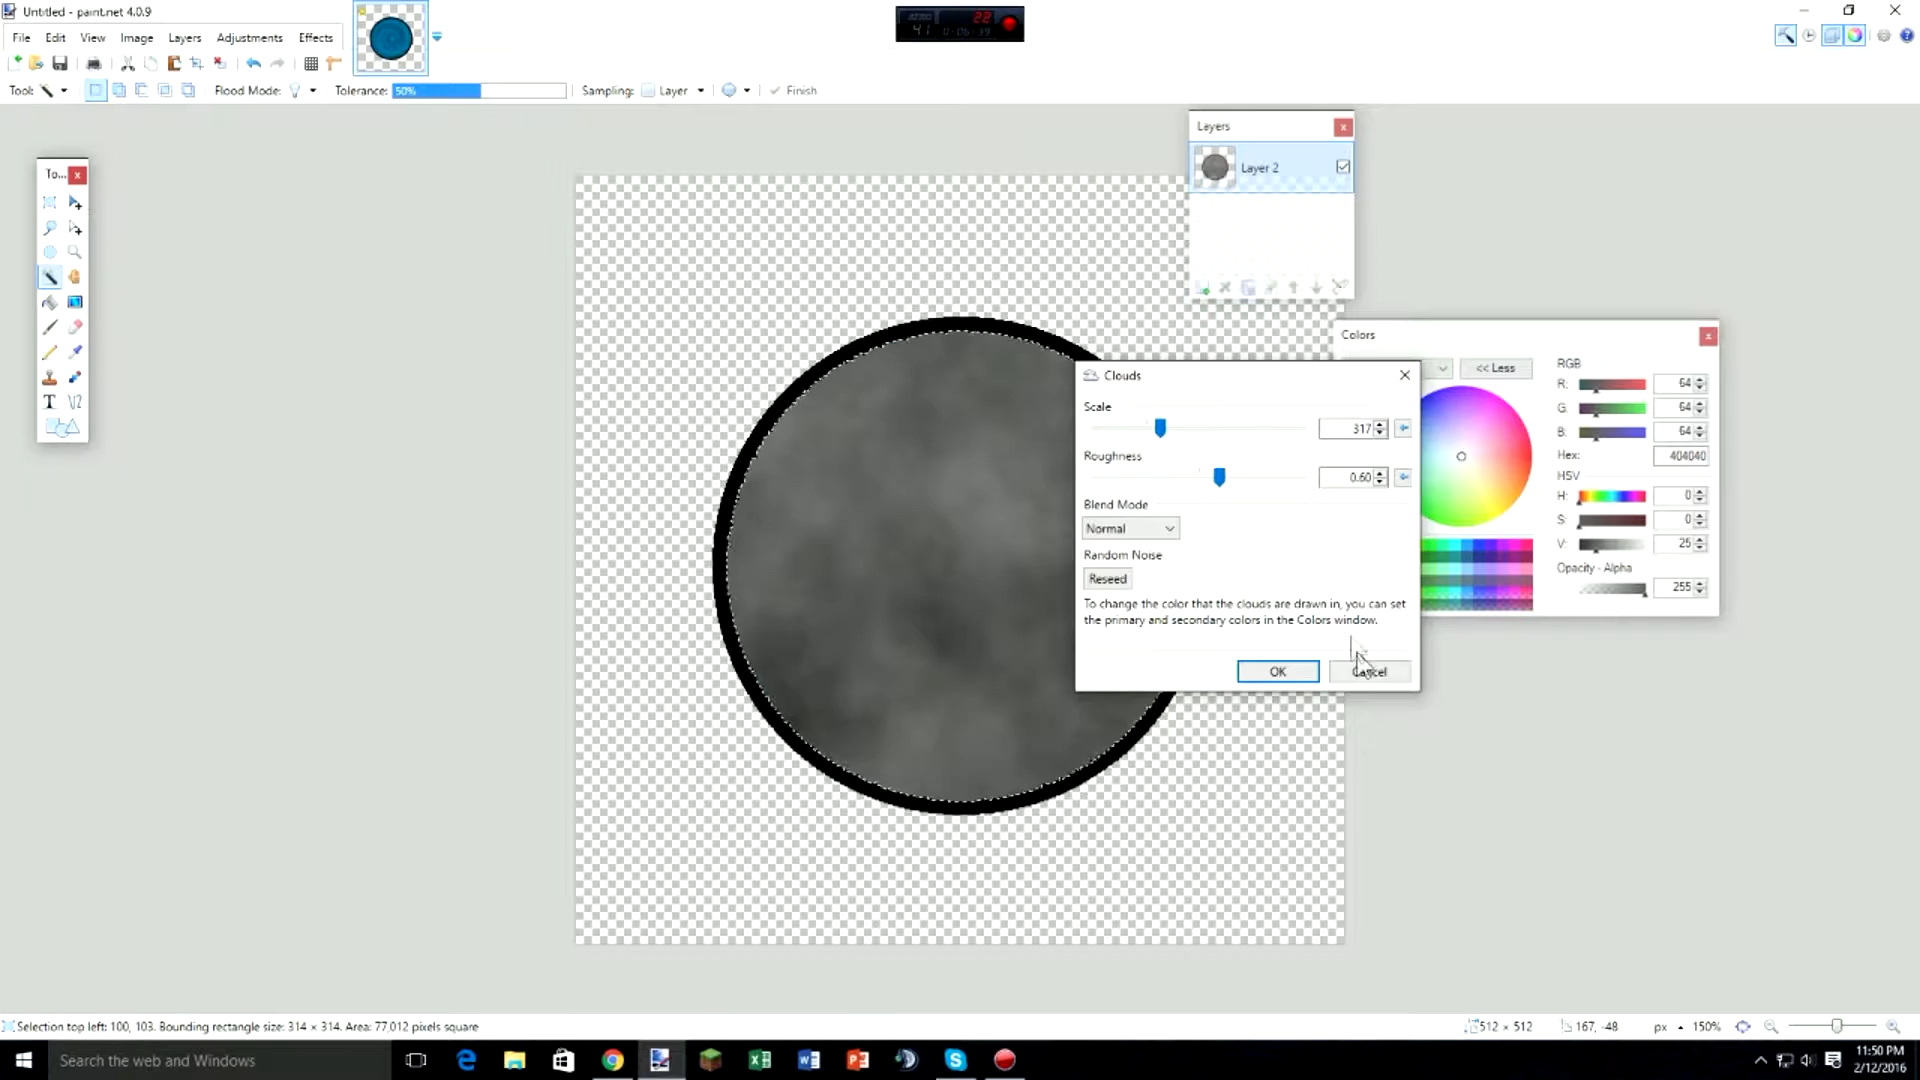 Untitled - paint.net 4.0.9
File Edit View Image Layers Adjustments Effects
Tool: Flood Mode: Tolerance: 50% Sampling: Layer Finish
22
41 0-06-39
To...
Layers
Layer 2
Colors
<< Less
RGB
R: 64
G: 64
B: 64
Hex: 404040
HSV
H: 0
S: 0
V: 25
Opacity - Alpha
255
Clouds
Scale
317
Roughness
0.60
Blend Mode
Normal
Random Noise
Reseed
To change the color that the clouds are drawn in, you can set
the primary and secondary colors in the Colors window.
OK Cancel
Selection top left: 100, 103. Bounding rectangle size: 314 × 314. Area: 77,012 pixels square
512 × 512 167, -48 px 150%
Search the web and Windows
11:50 PM
2/12/2016